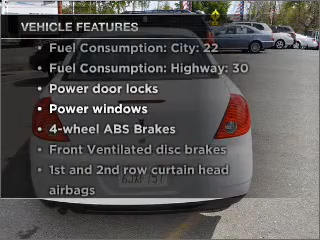 VEHICLE FEATURES
• Fuel Consumption: City: 22
• Fuel Consumption: Highway: 30
• Power door locks
• Power windows
• 4-wheel ABS Brakes
• Front Ventilated disc brakes
• 1st and 2nd row curtain head
airbags